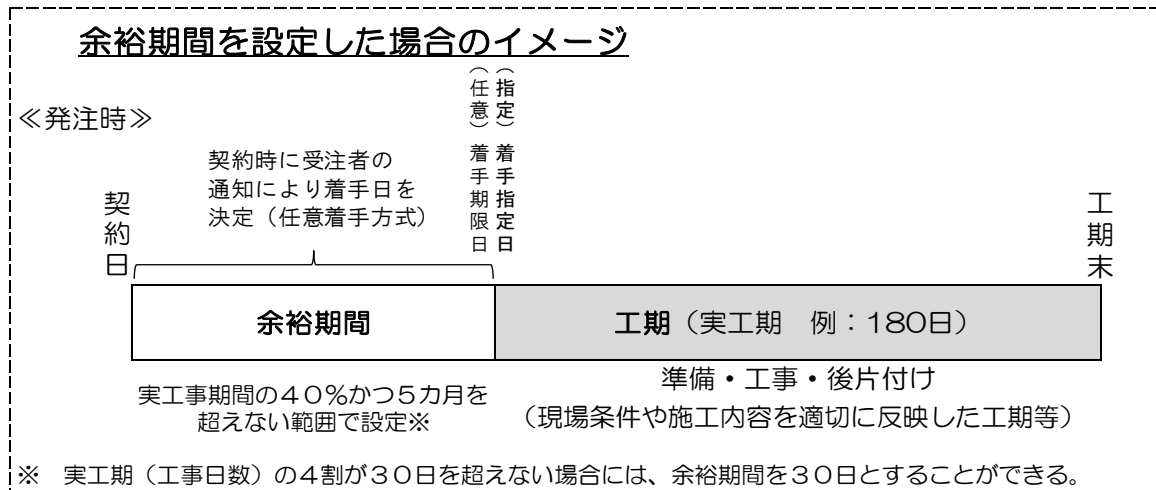 余裕期間を設定した場合のイメージ
≪発注時≫
契約時に受注者の
通知により着手日を
決定（任意着手方式）
（指定）着手指定日
（任意）着手期限日
契約日
工期末
余裕期間
工期（実工期　例：１８０日）
実工事期間の４０％かつ５カ月を
超えない範囲で設定※
準備・工事・後片付け
（現場条件や施工内容を適切に反映した工期等）
※　実工期（工事日数）の４割が３０日を超えない場合には、余裕期間を３０日とすることができる。